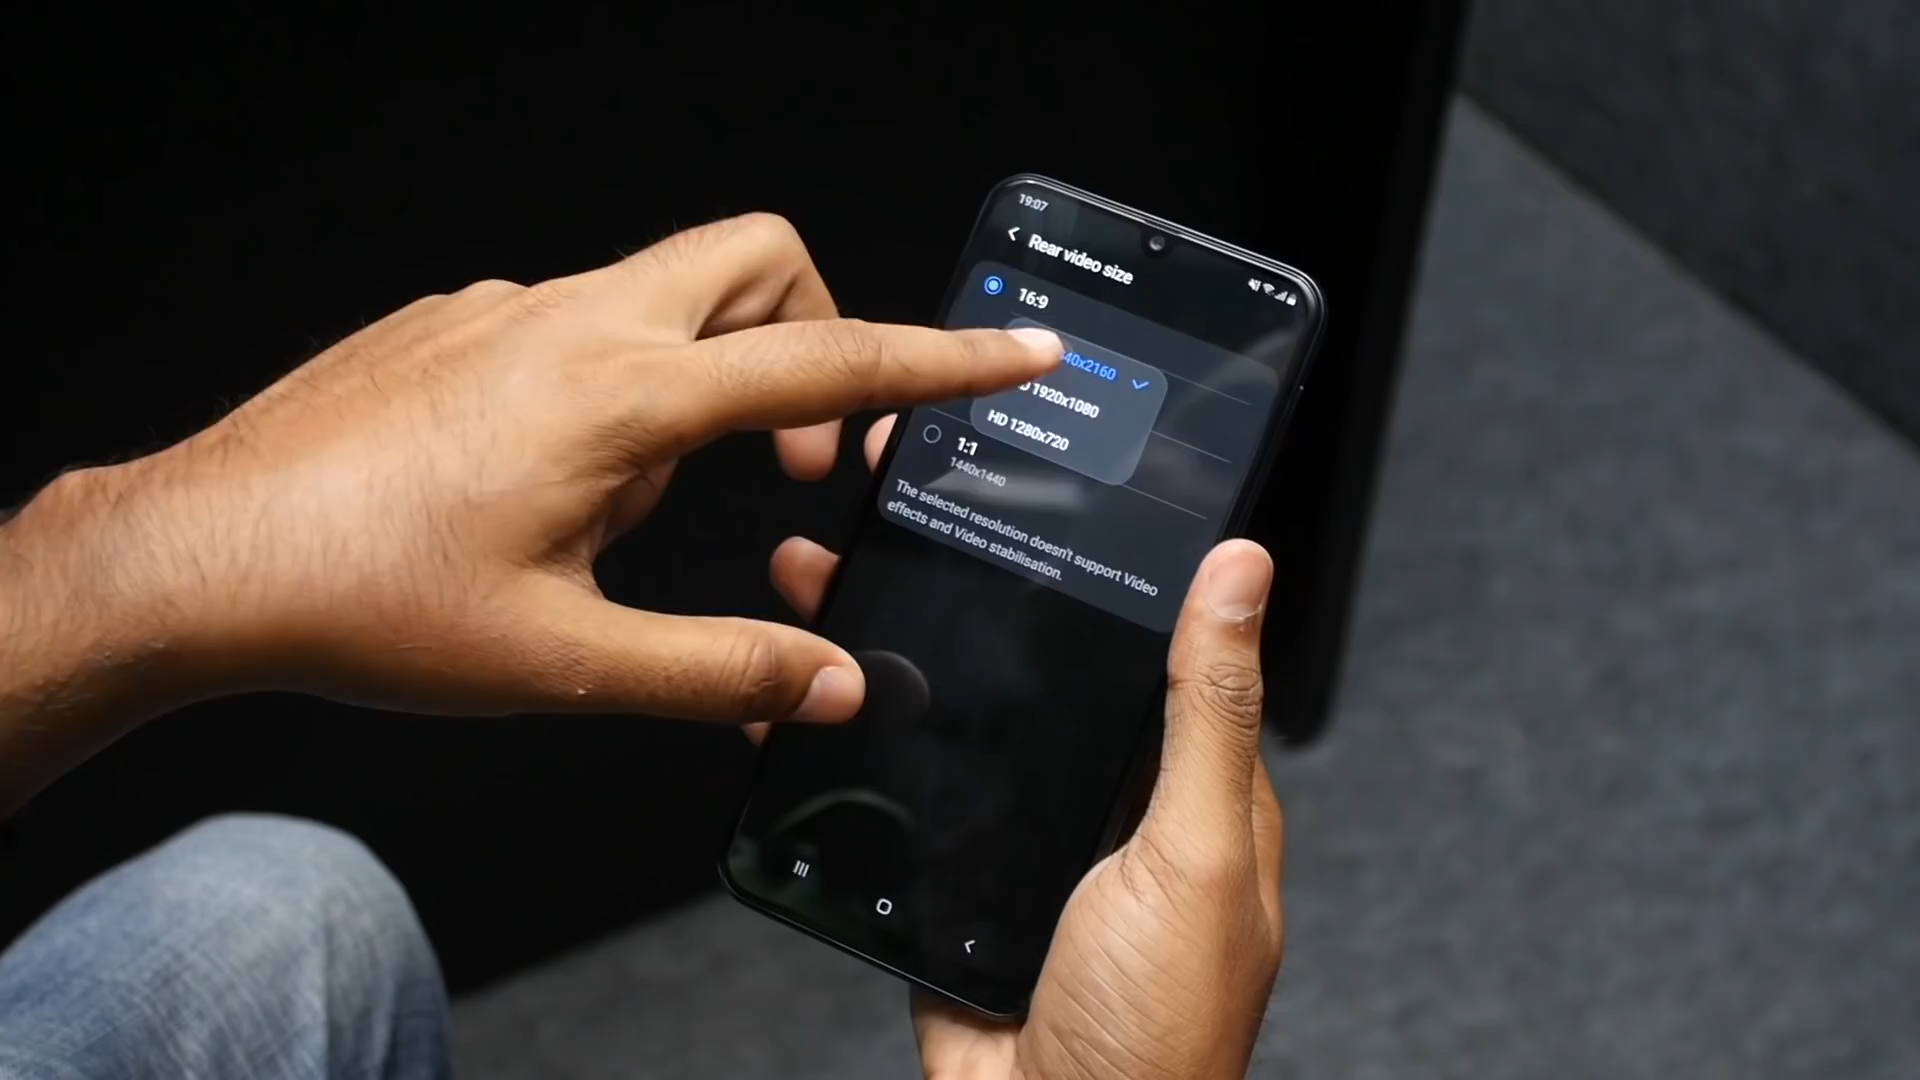 19:07
Rear video size
16:9
40x2160
1920x1080
HD 1280x720
1:1
1440x1440
The selected resolution doesn't support Video
effects and Video stabilisation.